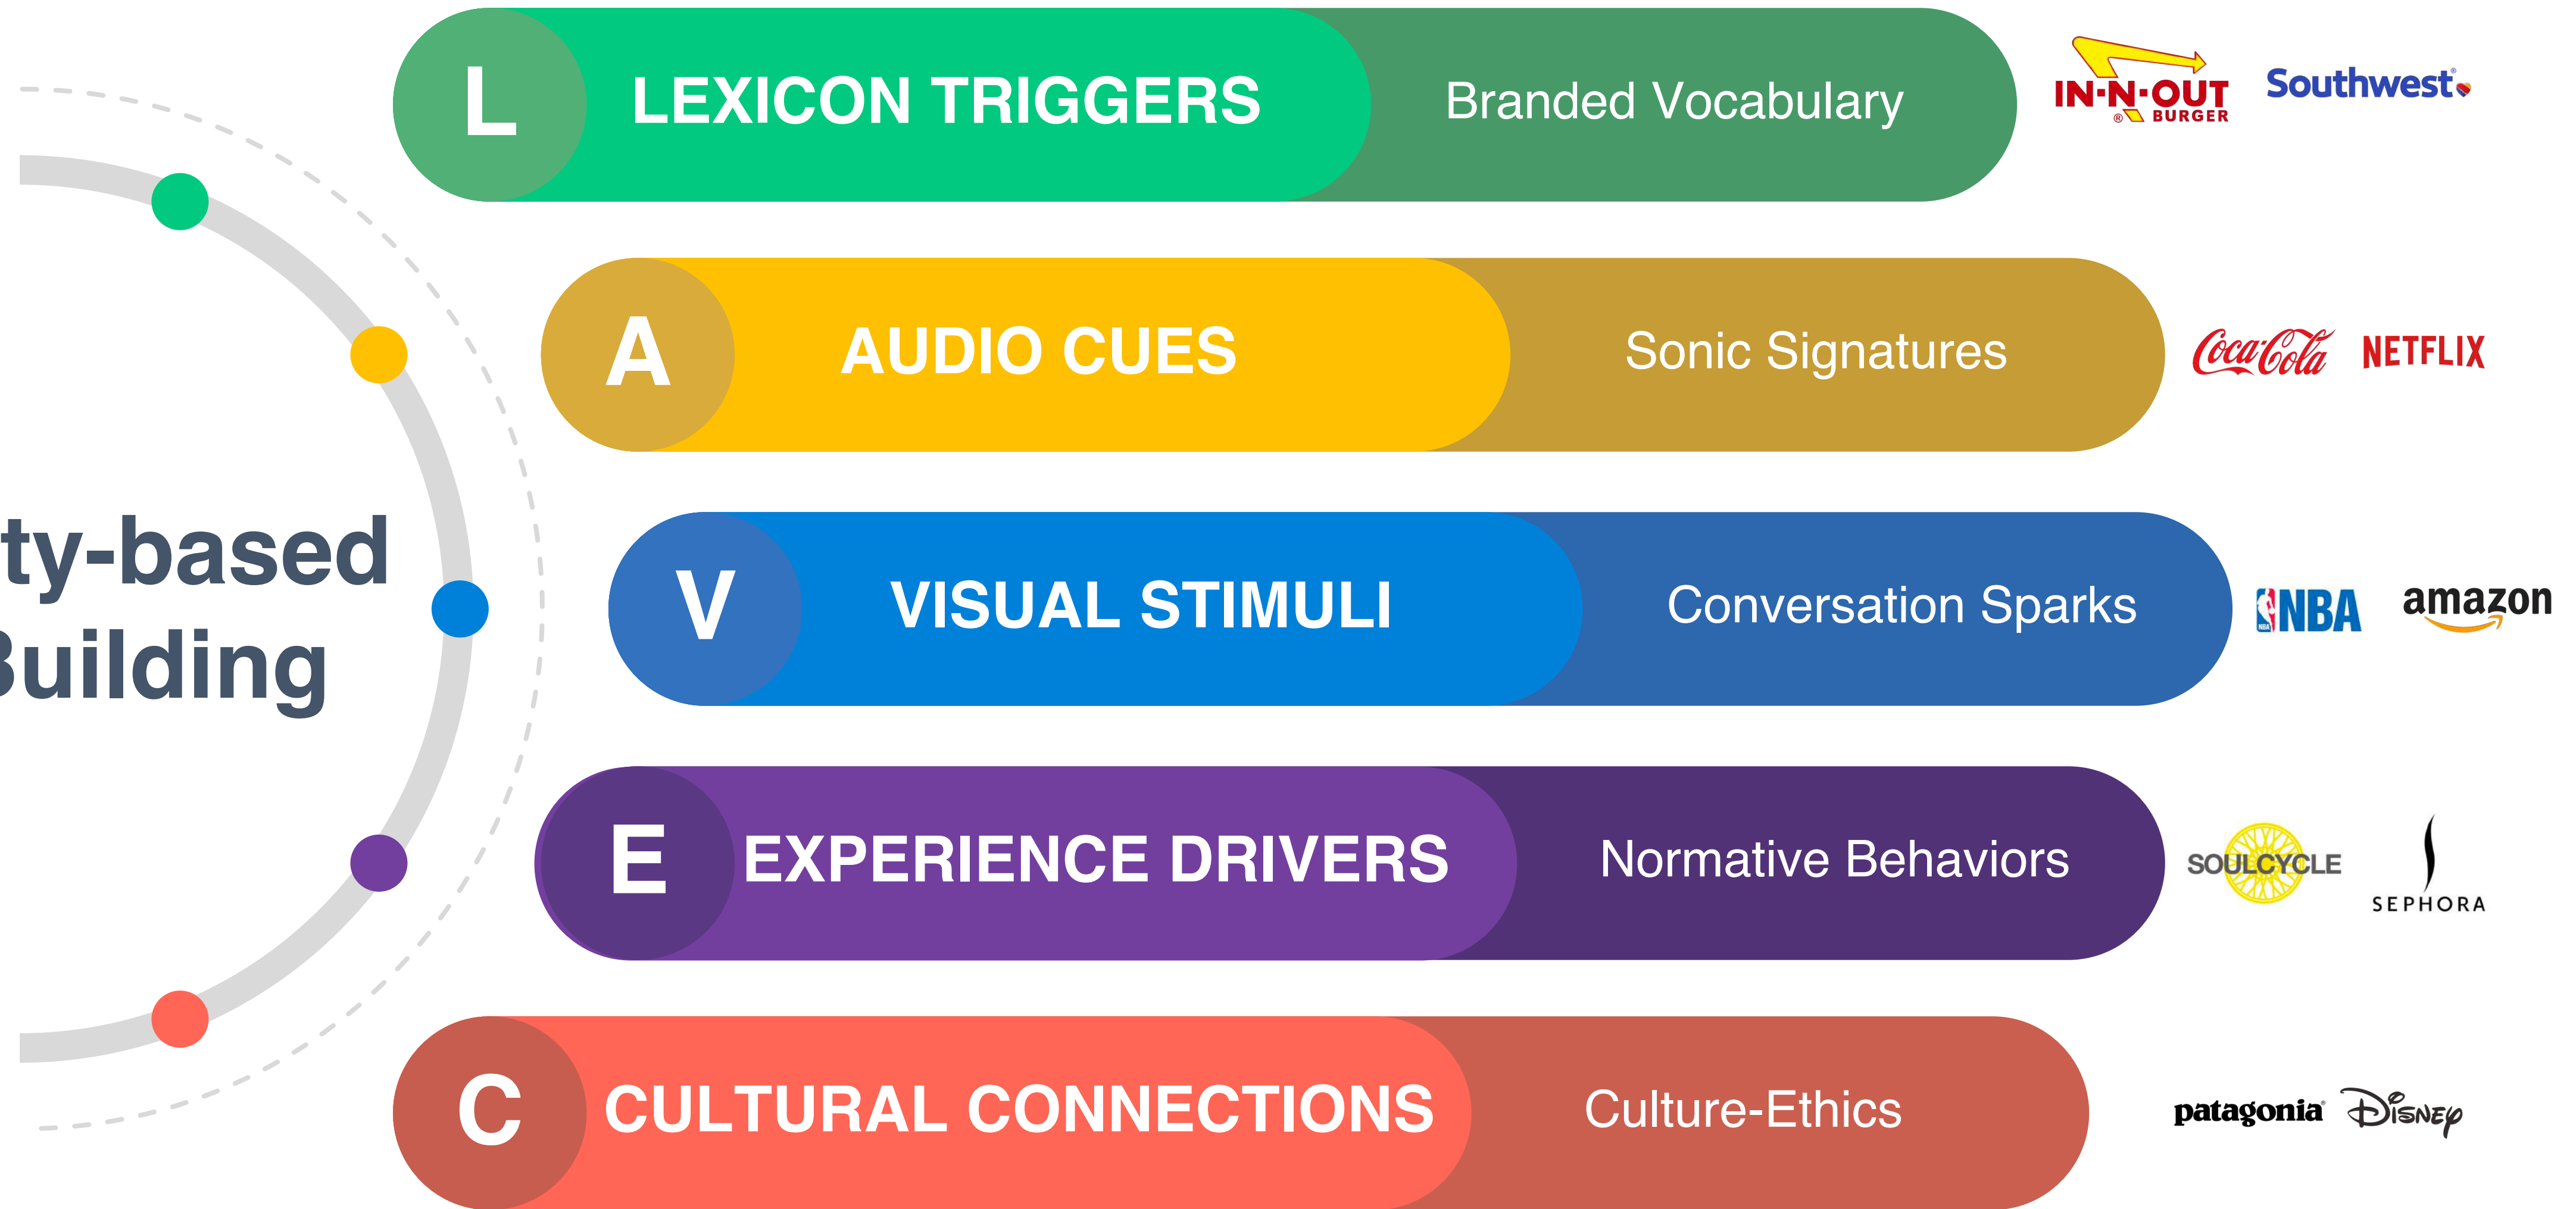 L LEXICON TRIGGERS Branded Vocabulary
IN-N-OUT
® BURGER
Southwest®
A AUDIO CUES Sonic Signatures
Coca-Cola NETFLIX
ty-based
Building
V VISUAL STIMULI Conversation Sparks
NBA NBA amazon
E EXPERIENCE DRIVERS Normative Behaviors
SOULCYCLE
SEPHORA
C CULTURAL CONNECTIONS Culture-Ethics
patagonia® Disney